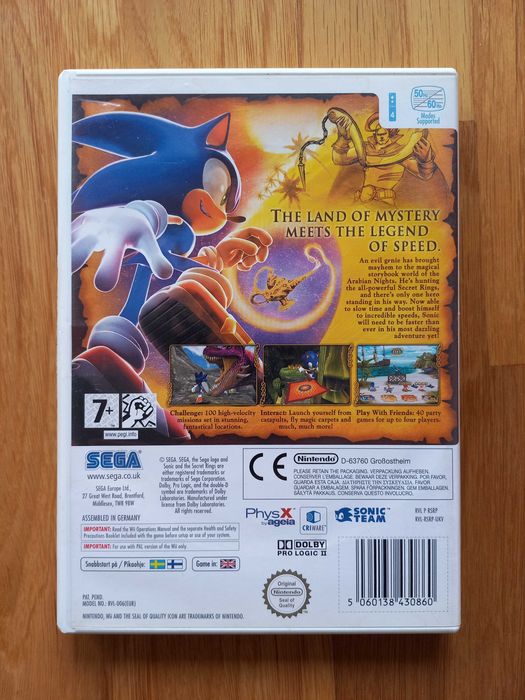 50Hz
60Hz
Modes
Supported
1-4
THE LAND OF MYSTERY
MEETS THE LEGEND
OF SPEED.
An evil genie has brought
mayhem to the magical
storybook world of the
Arabian Nights. He's hunting
the all-powerful Secret Rings,
and there's only one hero
standing in his way. Now able
to slow time and boost himself
to incredible speeds, Sonic
will need to be faster than
ever in his most dazzling
adventure yet!
Challenge: 100 high-velocity
missions set in stunning,
fantastical locations.
Interact: Launch yourself from
catapults, fly magic carpets and
much, much more!
Play With Friends: 40 party
games for up to four players.
7+
www.pegi.info
SEGA
www.sega.co.uk
SEGA Europe Ltd.,
27 Great West Road, Brentford,
Middlesex, TW8 9BW
© SEGA. SEGA, the Sega logo and
Sonic and the Secret Rings are
either registered trademarks or
trademarks of Sega Corporation.
Dolby, Pro Logic, and the double-D
symbol are trademarks of Dolby
Laboratories. Manufactured under
license from Dolby Laboratories.
All rights reserved.
CE
Nintendo D-63760 Großostheim
PLEASE RETAIN THE PACKAGING. VERPACKUNG AUFHEBEN.
CONSERVER CET EMBALLAGE. BEWAAR DEZE VERPAKKING. POR FAVOR,
GUARDAR O EMBALAGEM. SPARA FÖRPACKNINGEN. GEM EMBALLAGEN.
SÄILYTÄ PAKKAUS. CONSERVEU AQUEST ENVOLUCRO.
ASSEMBLED IN GERMANY
IMPORTANT: Read the Wii Operations Manual and the separate Health and Safety
Precautions Booklet included with the game before setup or use of your system.
IMPORTANT: For use with PAL version of the Wii only.
PhysX
by ageia
CRIWARE
SONIC
TEAM
RVL P RSRP
RVL-RSRP-UKV
DOLBY
PRO LOGIC II
Snabbstart på / Pikaohje:
Game in:
Original
Nintendo
Seal of
Quality
5 060138 430860
PAT. PEND.
MODEL NO.: RVL-006(EUR)
NINTENDO, Wii AND THE SEAL OF QUALITY ICON ARE TRADEMARKS OF NINTENDO.